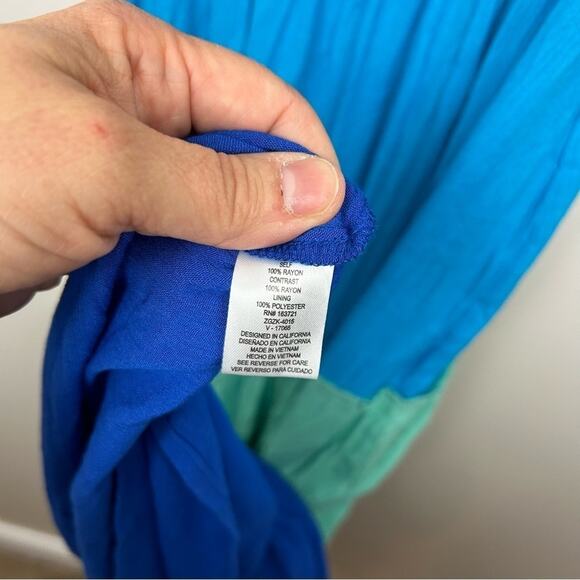 SELF
100% RAYON
CONTRAST
100% RAYON
LINING
100% POLYESTER
RN# 163721
ZGZK-4015
V - 17065
DESIGNED IN CALIFORNIA
DISEÑADO EN CALIFORNIA
MADE IN VIETNAM
HECHO EN VIETNAM
SEE REVERSE FOR CARE
VER REVERSO PARA CUIDADO